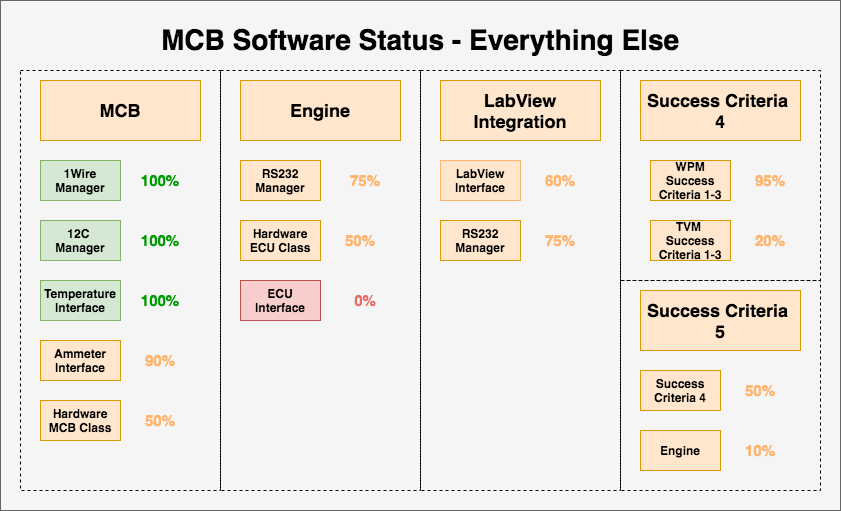 MCB Software Status - Everything Else
MCB
1Wire
Manager
100%
12C
Manager
100%
Temperature
Interface
100%
Ammeter
Interface
90%
Hardware
MCB Class
50%
Engine
RS232
Manager
75%
Hardware
ECU Class
50%
ECU
Interface
0%
LabView
Integration
LabView
Interface
60%
RS232
Manager
75%
Success Criteria
4
WPM
Success
Criteria 1-3
95%
TVM
Success
Criteria 1-3
20%
Success Criteria
5
Success
Criteria 4
50%
Engine
10%